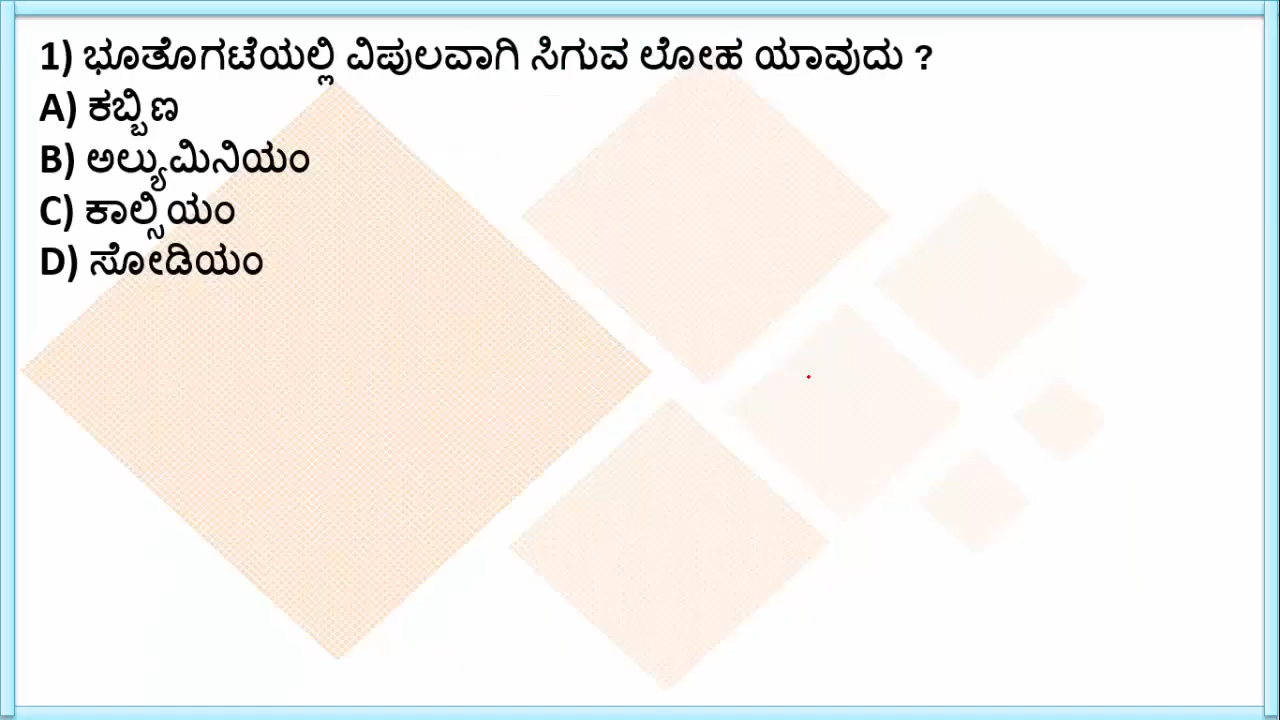 1) ಭೂತೊಗಟೆಯಲ್ಲಿ ವಿಪುಲವಾಗಿ ಸಿಗುವ ಲೋಹ ಯಾವುದು ?
A) ಕಬ್ಬಿಣ
B) ಅಲ್ಯುಮಿನಿಯಂ
C) ಕಾಲ್ಸಿಯಂ
D) ಸೋಡಿಯಂ